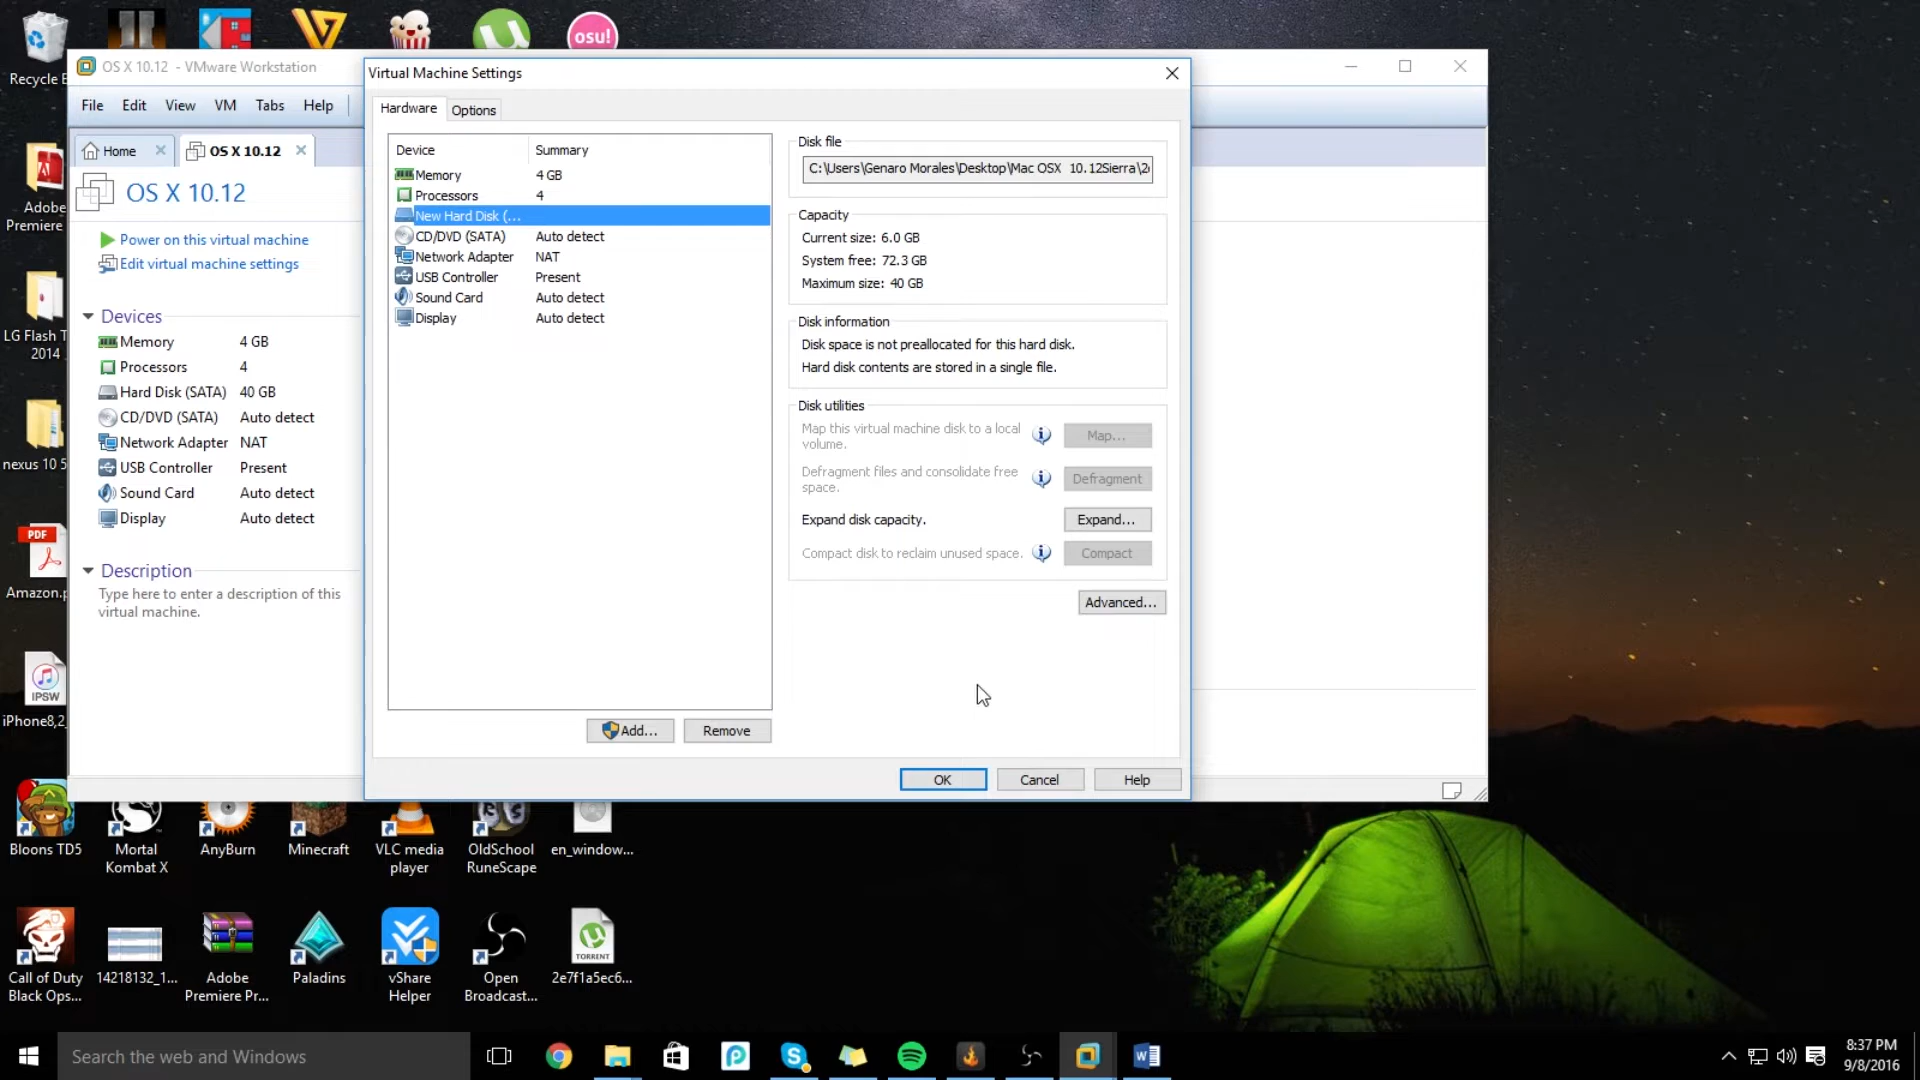 osu!
Recycle B
Adobe
Premiere
LG Flash T
2014
nexus 10 5
PDF
Amazon.p
IPSW
iPhone8,2_
OS X 10.12 - VMware Workstation
File Edit View VM Tabs Help
Home
OS X 10.12
OS X 10.12
Power on this virtual machine
Edit virtual machine settings
Devices
Memory 4 GB
Processors 4
Hard Disk (SATA) 40 GB
CD/DVD (SATA) Auto detect
Network Adapter NAT
USB Controller Present
Sound Card Auto detect
Display Auto detect
Description
Type here to enter a description of this
virtual machine.
Virtual Machine Settings
Hardware Options
Device Summary
Memory 4 GB
Processors 4
New Hard Disk (...
CD/DVD (SATA) Auto detect
Network Adapter NAT
USB Controller Present
Sound Card Auto detect
Display Auto detect
Add... Remove
Disk file
C:\Users\Genaro Morales\Desktop\Mac OSX 10.12Sierra\2
Capacity
Current size: 6.0 GB
System free: 72.3 GB
Maximum size: 40 GB
Disk information
Disk space is not preallocated for this hard disk.
Hard disk contents are stored in a single file.
Disk utilities
Map this virtual machine disk to a local
volume.
Map...
Defragment files and consolidate free
space.
Defragment
Expand disk capacity.
Expand...
Compact disk to reclaim unused space.
Compact
Advanced...
OK Cancel Help
Bloons TD5
Mortal
Kombat X
AnyBurn
Minecraft
VLC media
player
OldSchool
RuneScape
en_window...
Call of Duty
Black Ops...
14218132_1...
Adobe
Premiere Pr...
Paladins
vShare
Helper
Open
Broadcast...
TORRENT
2e7f1a5ec6...
Search the web and Windows
8:37 PM
9/8/2016